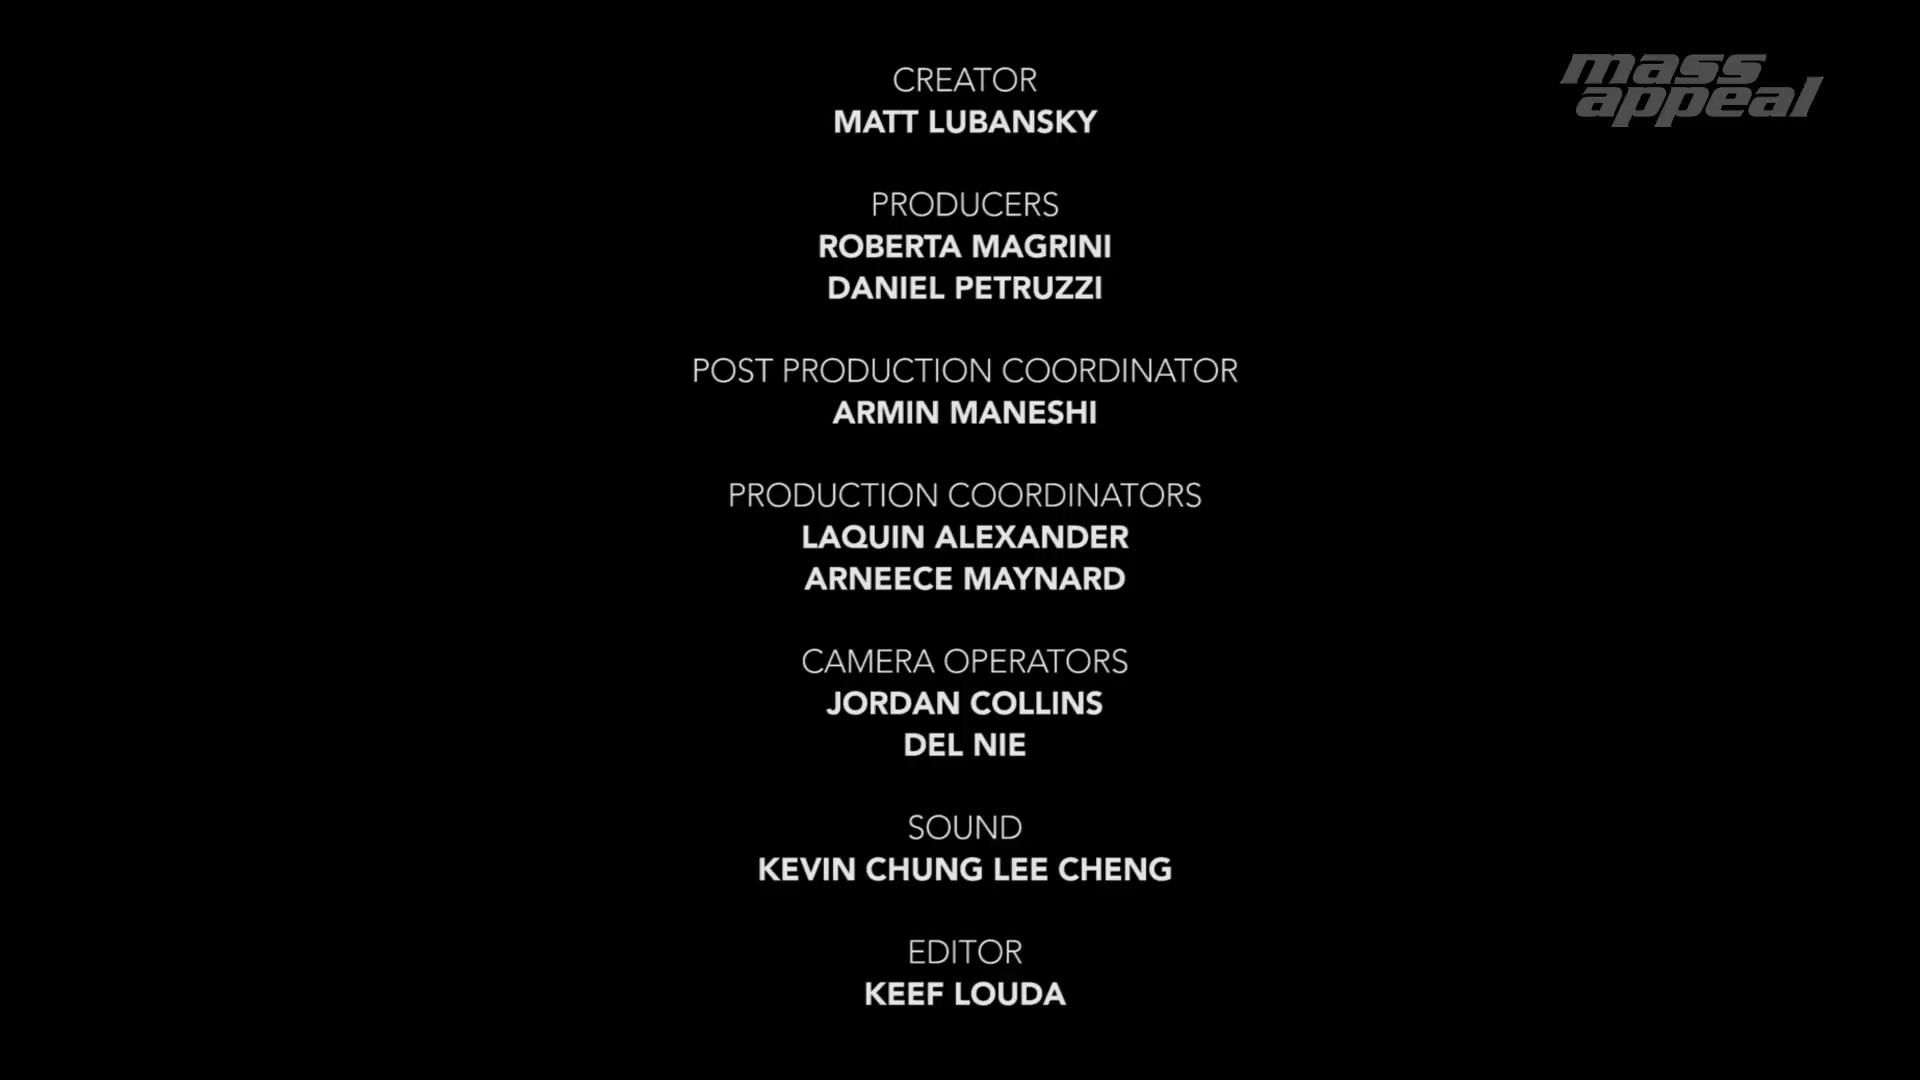 CREATOR
MATT LUBANSKY
PRODUCERS
ROBERTA MAGRINI
DANIEL PETRUZZI
POST PRODUCTION COORDINATOR
ARMIN MANESHI
PRODUCTION COORDINATORS
LAQUIN ALEXANDER
ARNEECE MAYNARD
CAMERA OPERATORS
JORDAN COLLINS
DEL NIE
SOUND
KEVIN CHUNG LEE CHENG
EDITOR
KEEF LOUDA
mass
appeal